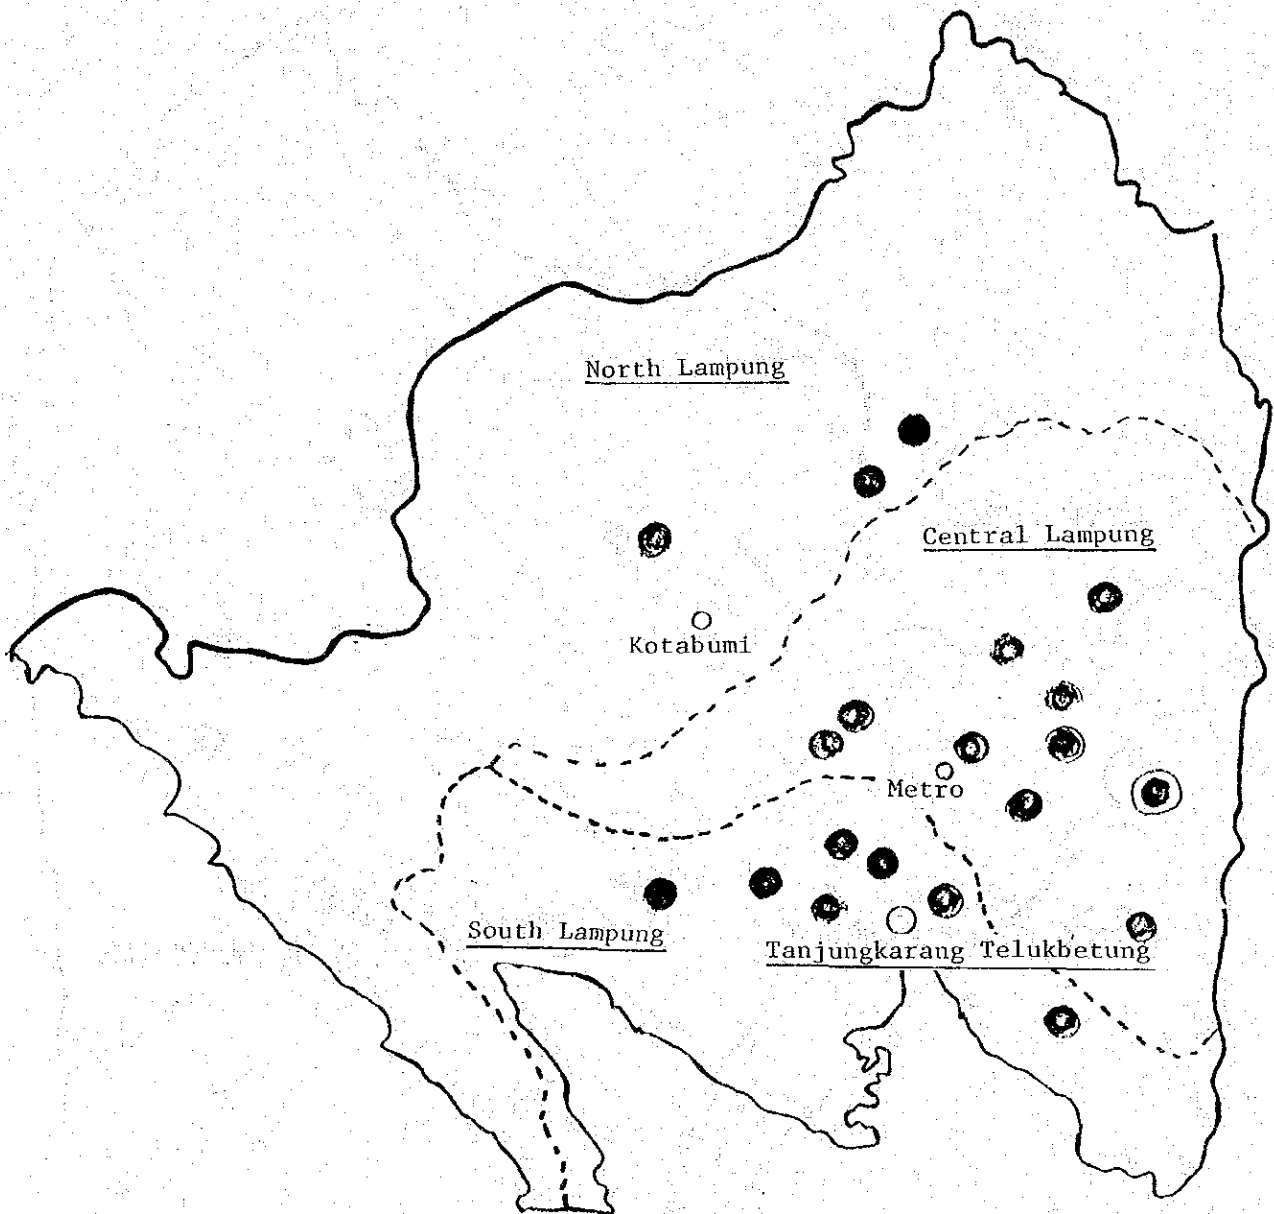 North Lampung
Central Lampung
Kotabumi
Metro
South Lampung
Tanjungkarang Telukbetung